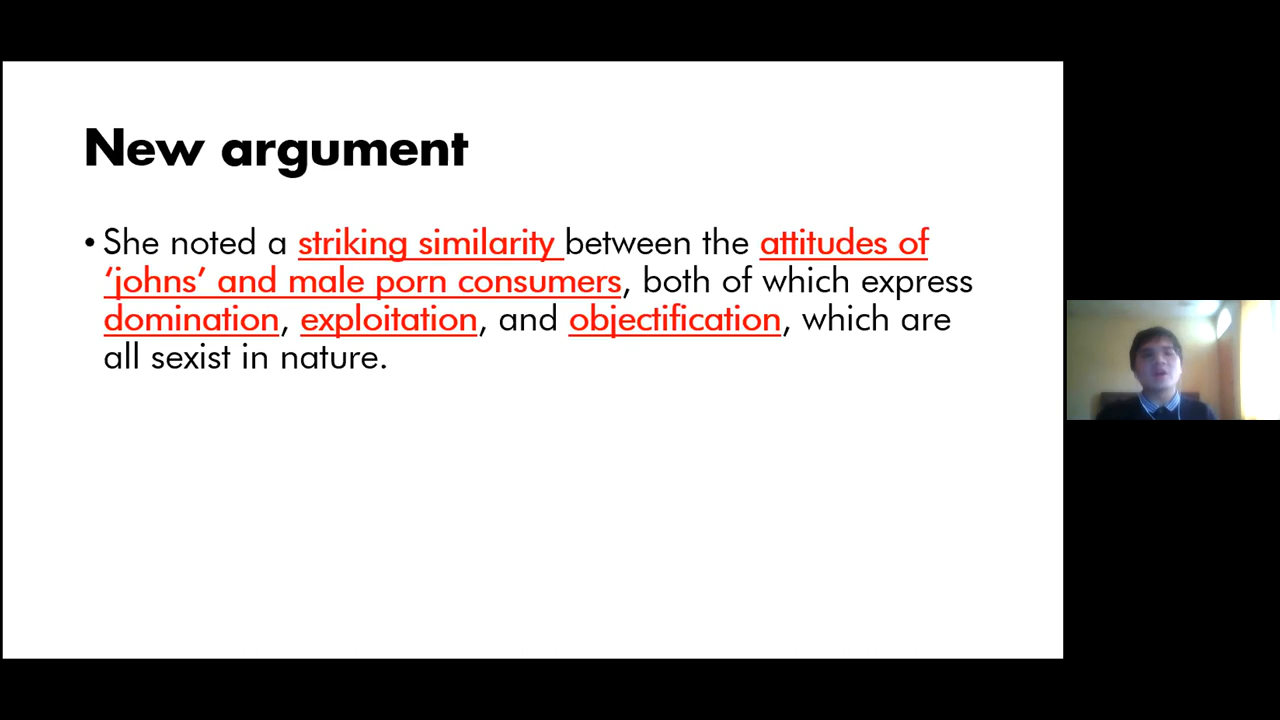 New argument
• She noted a striking similarity between the attitudes of
‘johns’ and male porn consumers, both of which express
domination, exploitation, and objectification, which are
all sexist in nature.